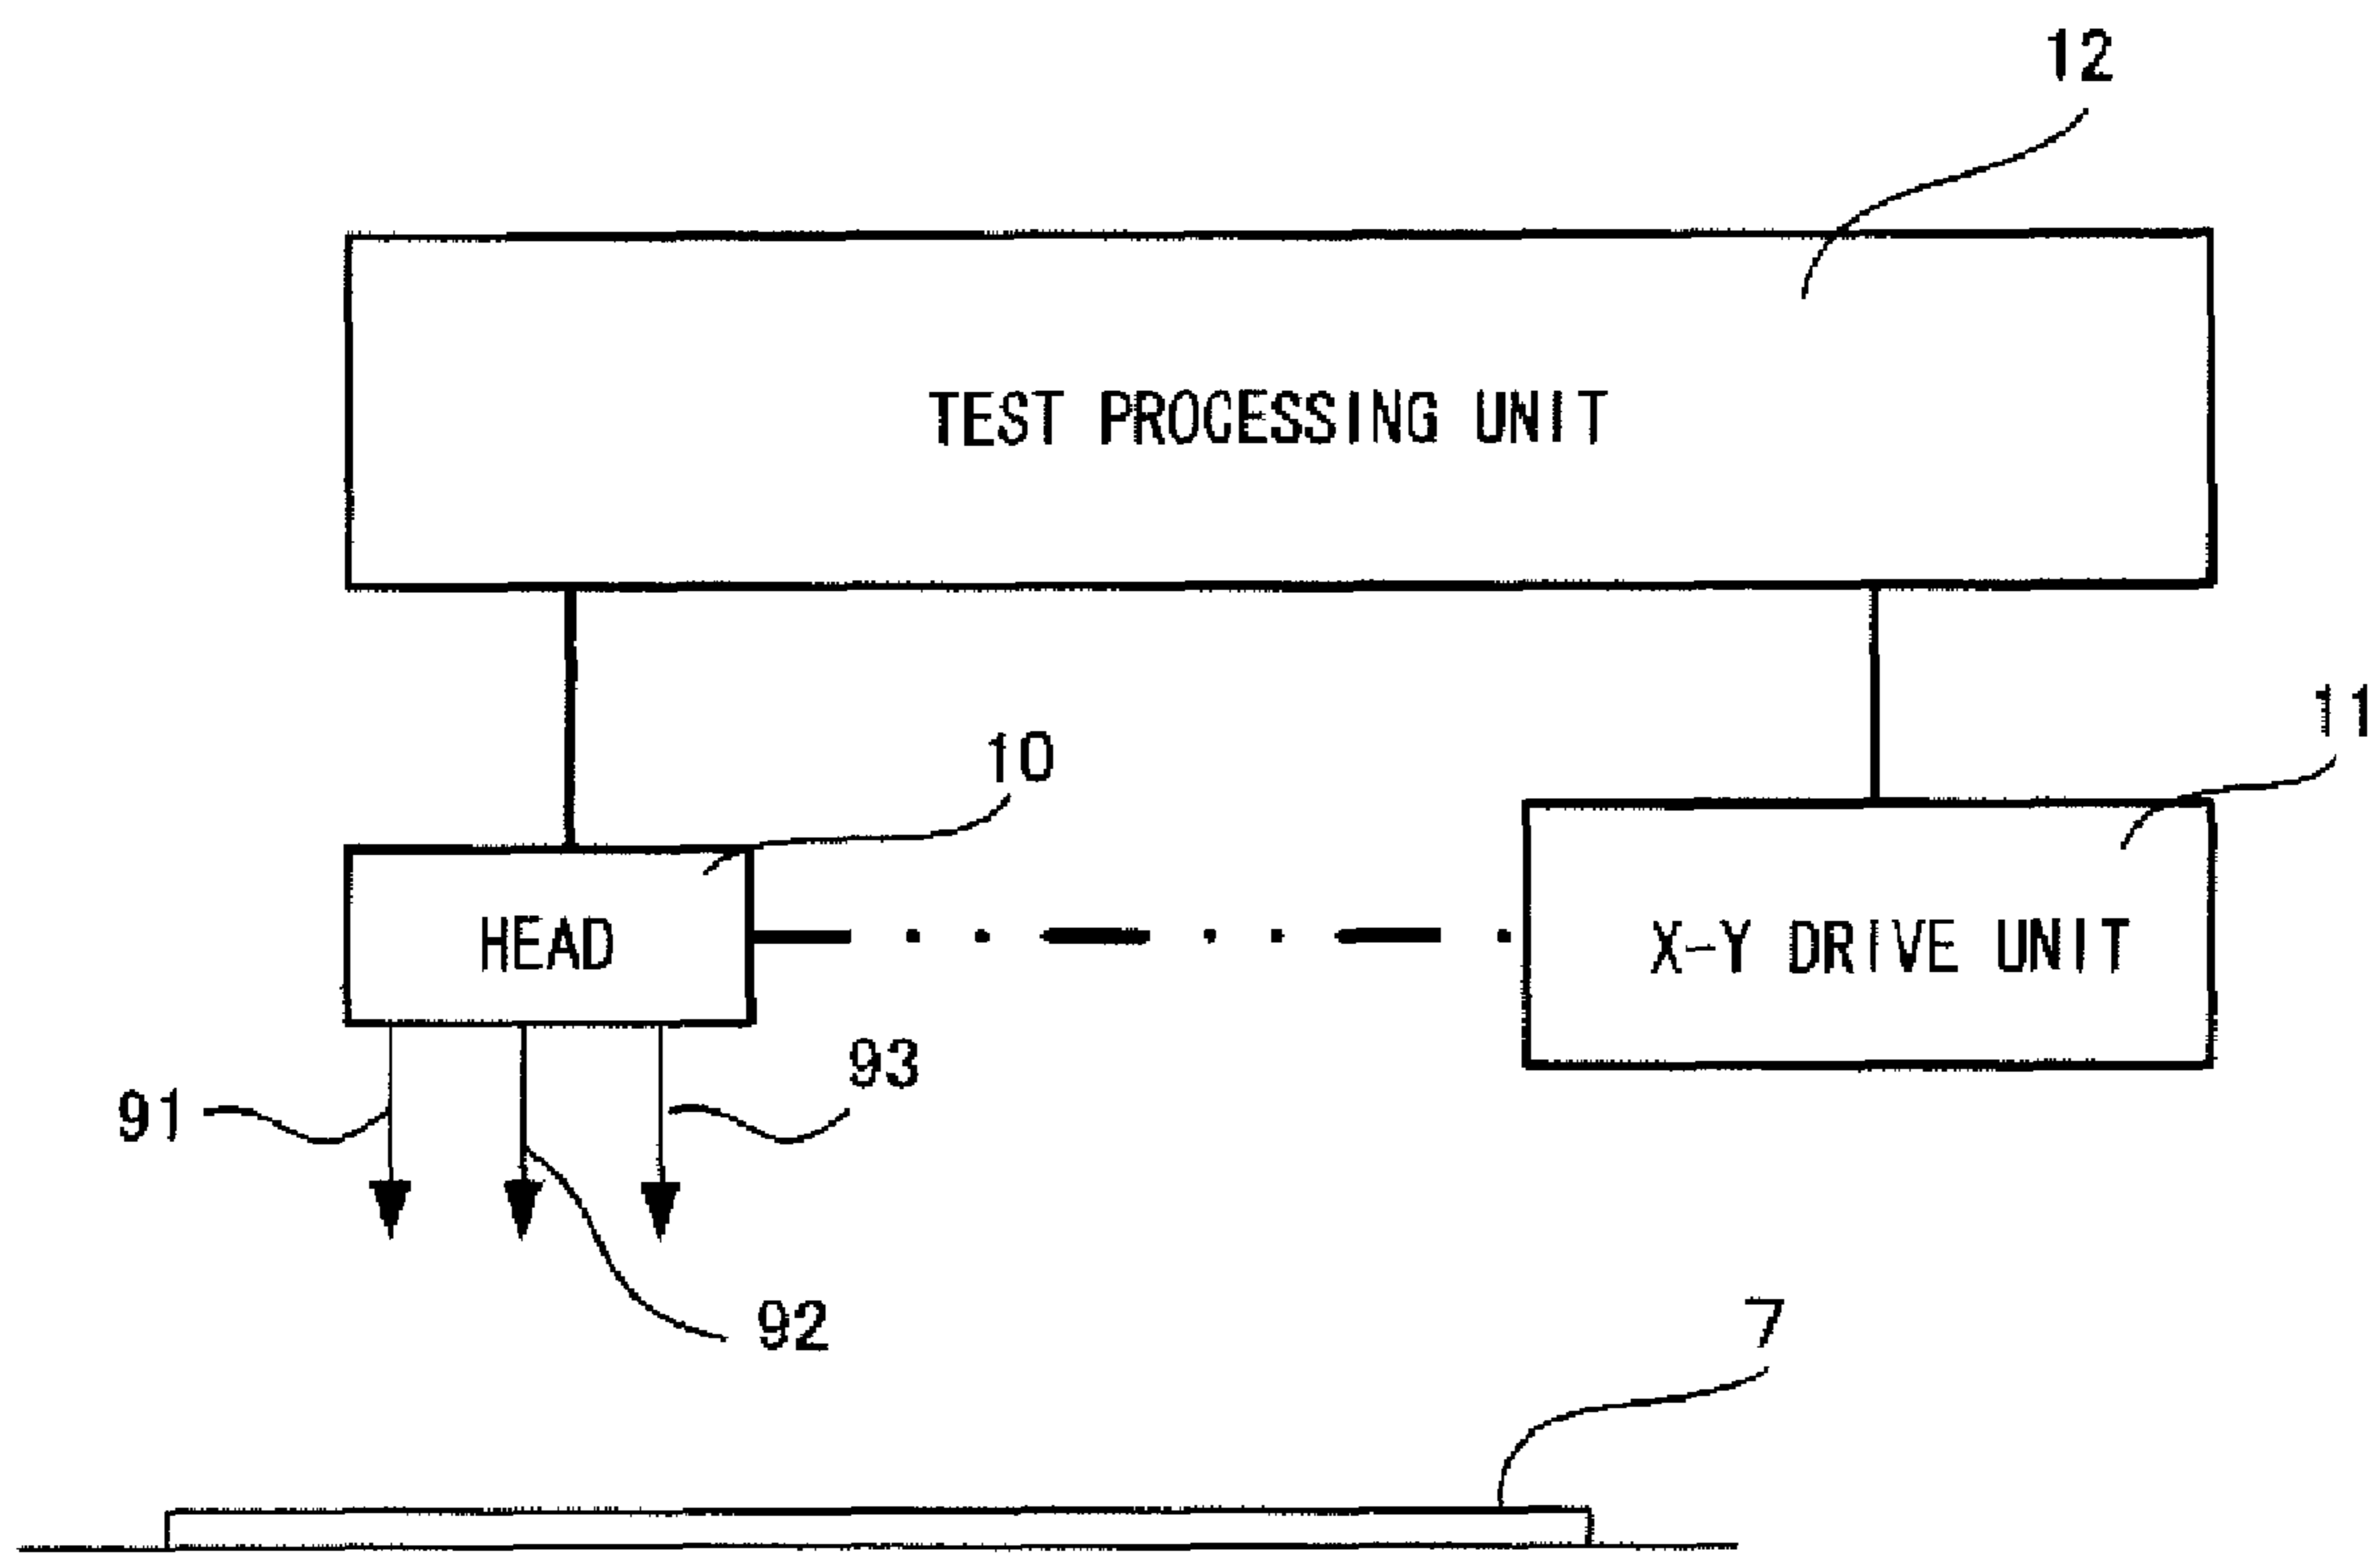 12
TEST PROCESSING UNIT
11
10
HEAD
X-Y DRIVE UNIT
93
91
92
7